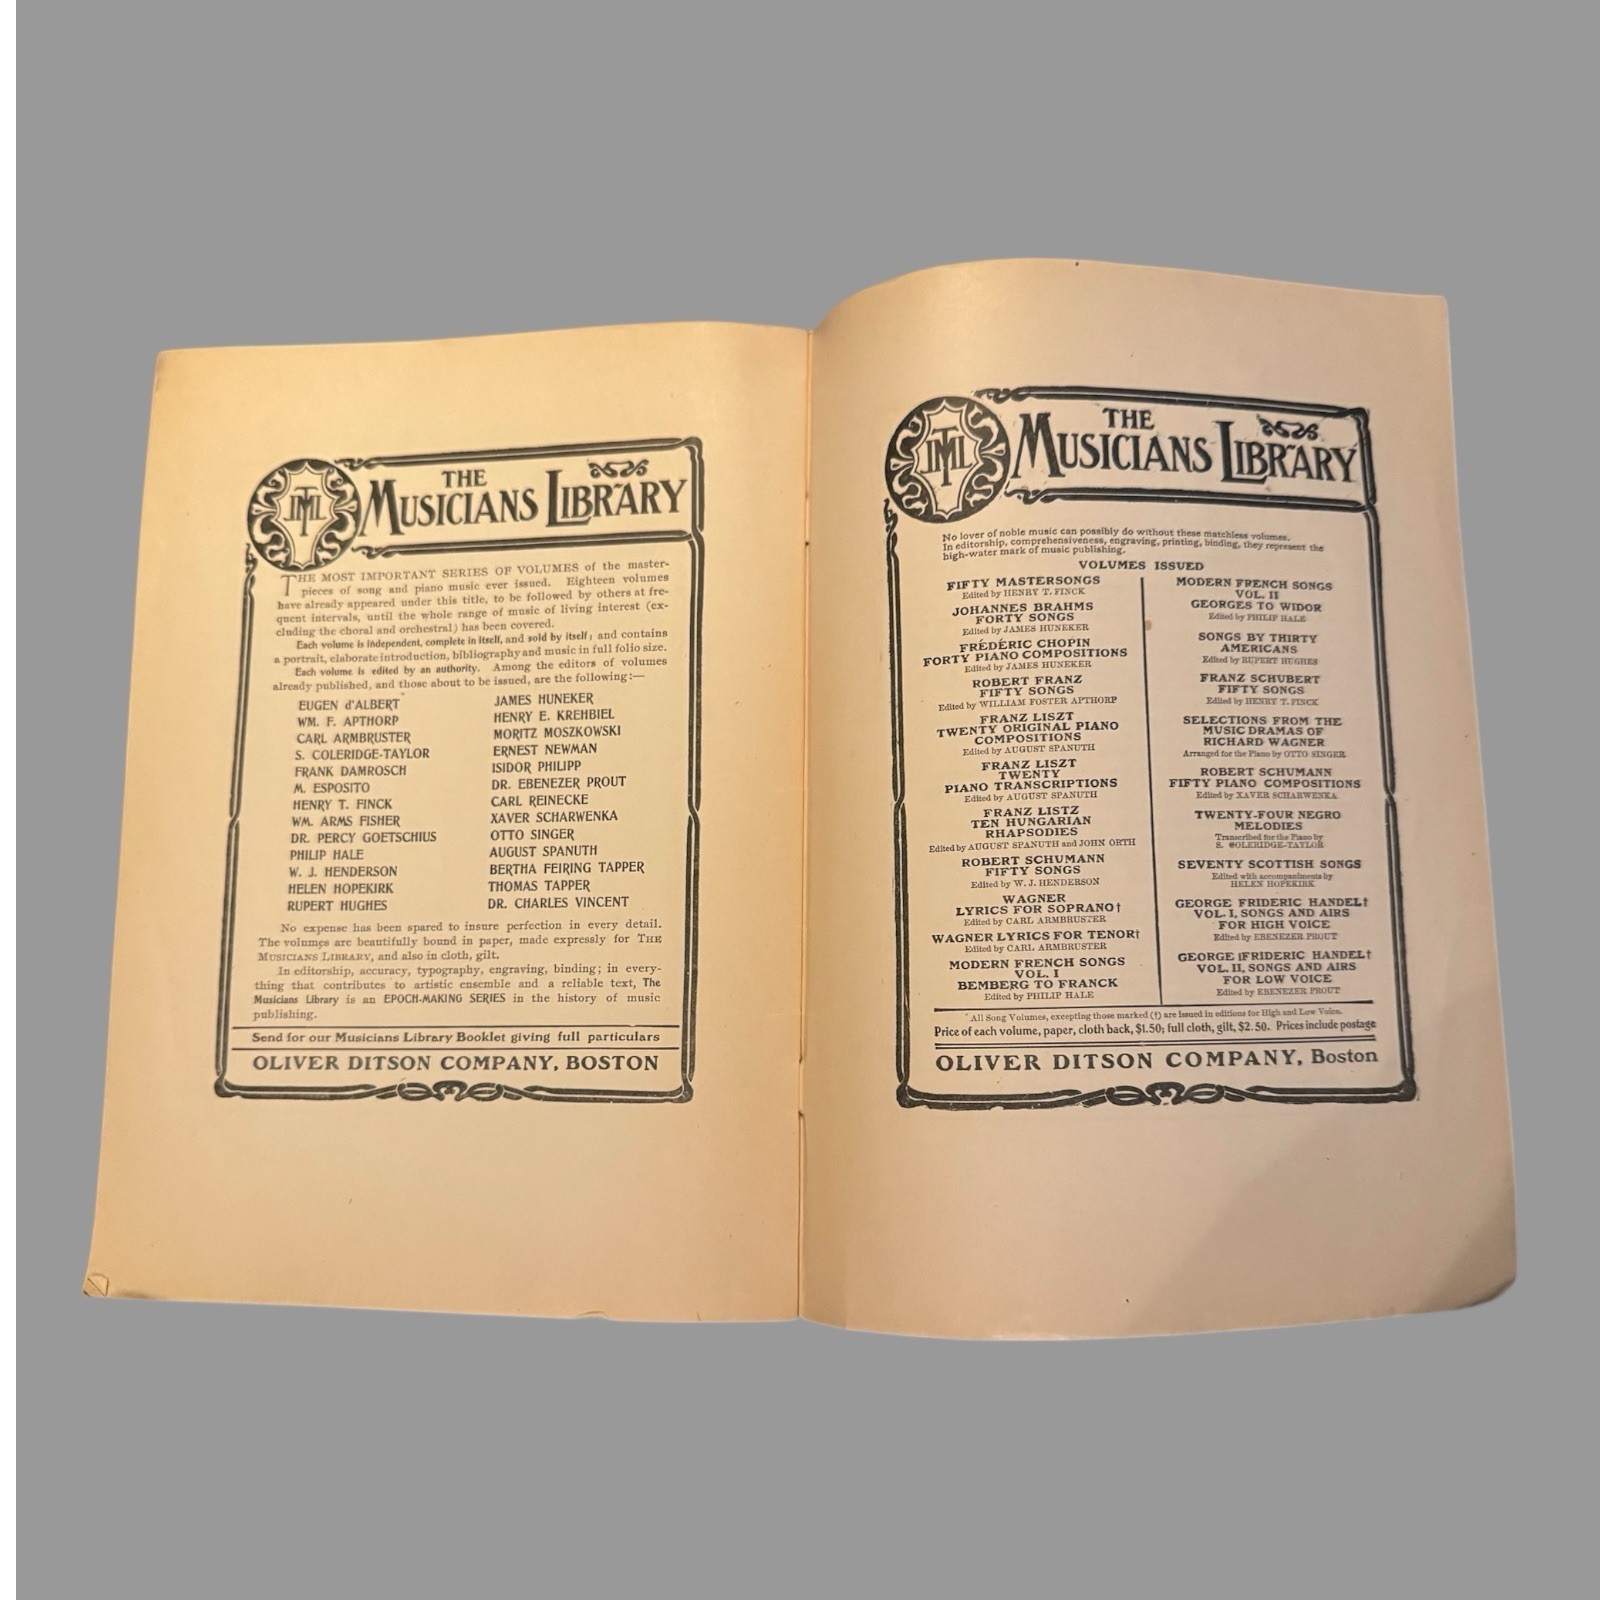 TML
THE
MUSICIANS LIBRARY
THE MOST IMPORTANT SERIES OF VOLUMES of the master-
pieces of song and piano music ever issued. Eighteen volumes
have already appeared under this title, to be followed by others at fre-
quent intervals, until the whole range of music of living interest (ex-
cluding the choral and orchestral) has been covered.
Each volume is independent, complete in itself, and sold by itself; and contains
a portrait, elaborate introduction, bibliography and music in full folio size.
Each volume is edited by an authority. Among the editors of volumes
already published, and those about to be issued, are the following:—
EUGEN d'ALBERT
WM. F. APTHORP
CARL ARMBRUSTER
S. COLERIDGE-TAYLOR
FRANK DAMROSCH
M. ESPOSITO
HENRY T. FINCK
WM. ARMS FISHER
DR. PERCY GOETSCHIUS
PHILIP HALE
W. J. HENDERSON
HELEN HOPEKIRK
RUPERT HUGHES
JAMES HUNEKER
HENRY E. KREHBIEL
MORITZ MOSZKOWSKI
ERNEST NEWMAN
ISIDOR PHILIPP
DR. EBENEZER PROUT
CARL REINECKE
XAVER SCHARWENKA
OTTO SINGER
AUGUST SPANUTH
BERTHA FEIRING TAPPER
THOMAS TAPPER
DR. CHARLES VINCENT
No expense has been spared to insure perfection in every detail.
The volumes are beautifully bound in paper, made expressly for THE
MUSICIANS LIBRARY, and also in cloth, gilt.
In editorship, accuracy, typography, engraving, binding; in every-
thing that contributes to artistic ensemble and a reliable text, The
Musicians Library is an EPOCH-MAKING SERIES in the history of music
publishing.
Send for our Musicians Library Booklet giving full particulars
OLIVER DITSON COMPANY, BOSTON
TML
THE
MUSICIANS LIBRARY
No lover of noble music can possibly do without these matchless volumes.
In editorship, comprehensiveness, engraving, printing, binding, they represent the
high-water mark of music publishing.
VOLUMES ISSUED
FIFTY MASTERSONGS
Edited by HENRY T. FINCK
JOHANNES BRAHMS
FORTY SONGS
Edited by JAMES HUNEKER
FRÉDÉRIC CHOPIN
FORTY PIANO COMPOSITIONS
Edited by JAMES HUNEKER
ROBERT FRANZ
FIFTY SONGS
Edited by WILLIAM FOSTER APTHORP
FRANZ LISZT
TWENTY ORIGINAL PIANO
COMPOSITIONS
Edited by AUGUST SPANUTH
FRANZ LISZT
TWENTY
PIANO TRANSCRIPTIONS
Edited by AUGUST SPANUTH
FRANZ LISTZ
TEN HUNGARIAN
RHAPSODIES
Edited by AUGUST SPANUTH and JOHN ORTH
ROBERT SCHUMANN
FIFTY SONGS
Edited by W. J. HENDERSON
WAGNER
LYRICS FOR SOPRANO†
Edited by CARL ARMBRUSTER
WAGNER LYRICS FOR TENOR†
Edited by CARL ARMBRUSTER
MODERN FRENCH SONGS
VOL. I
BEMBERG TO FRANCK
Edited by PHILIP HALE
MODERN FRENCH SONGS
VOL. II
GEORGES TO WIDOR
Edited by PHILIP HALE
SONGS BY THIRTY
AMERICANS
Edited by RUPERT HUGHES
FRANZ SCHUBERT
FIFTY SONGS
Edited by HENRY T. FINCK
SELECTIONS FROM THE
MUSIC DRAMAS OF
RICHARD WAGNER
Arranged for the Piano by OTTO SINGER
ROBERT SCHUMANN
FIFTY PIANO COMPOSITIONS
Edited by XAVER SCHARWENKA
TWENTY-FOUR NEGRO
MELODIES
Transcribed for the Piano by
S. COLERIDGE-TAYLOR
SEVENTY SCOTTISH SONGS
Edited with accompaniments by
HELEN HOPEKIRK
GEORGE FRIDERIC HANDEL†
VOL. I, SONGS AND AIRS
FOR HIGH VOICE
Edited by EBENEZER PROUT
GEORGE FRIDERIC HANDEL†
VOL. II, SONGS AND AIRS
FOR LOW VOICE
Edited by EBENEZER PROUT
All Song Volumes, excepting those marked (†) are issued in editions for High and Low Voice.
Price of each volume, paper, cloth back, $1.50; full cloth, gilt, $2.50. Prices include postage
OLIVER DITSON COMPANY, Boston